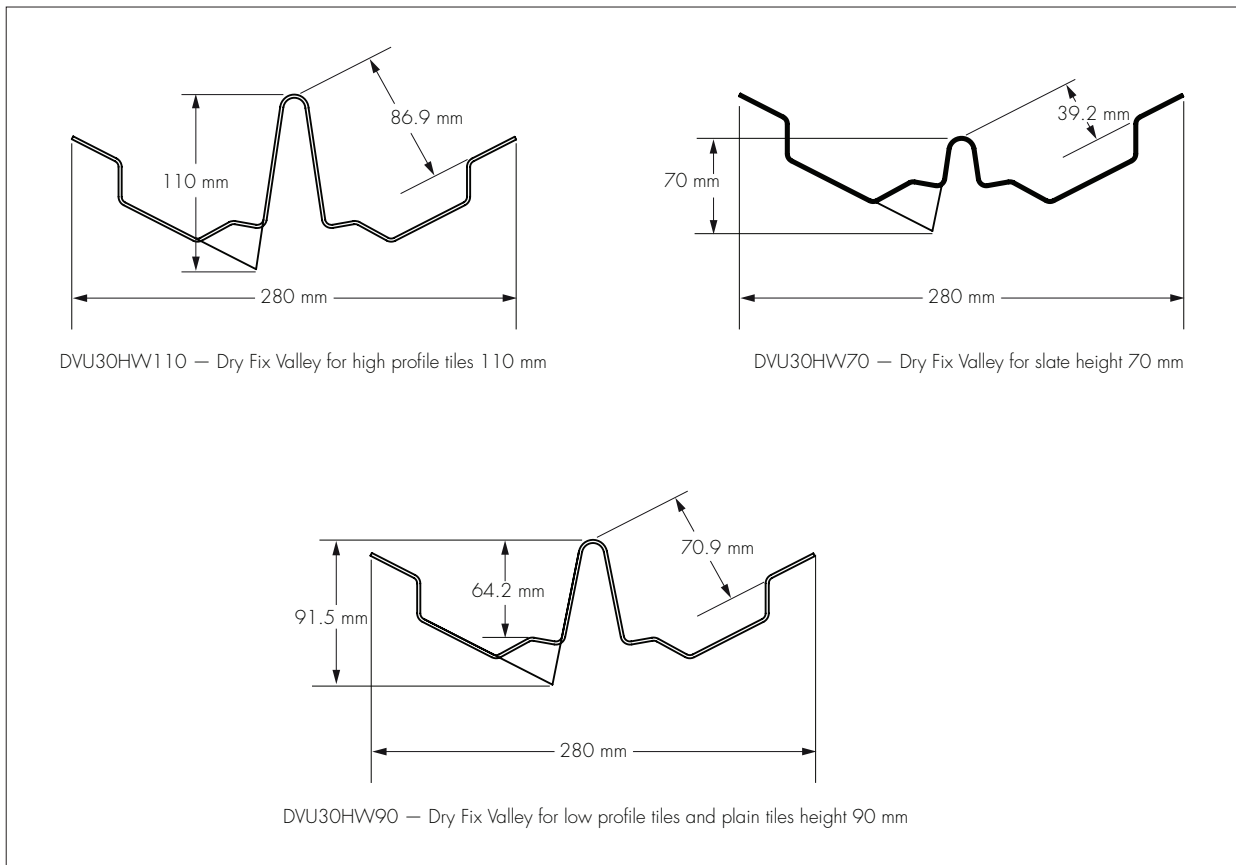 86.9 mm
110 mm
280 mm
DVU30HW110 — Dry Fix Valley for high profile tiles 110 mm
39.2 mm
70 mm
280 mm
DVU30HW70 — Dry Fix Valley for slate height 70 mm
70.9 mm
64.2 mm
91.5 mm
280 mm
DVU30HW90 — Dry Fix Valley for low profile tiles and plain tiles height 90 mm